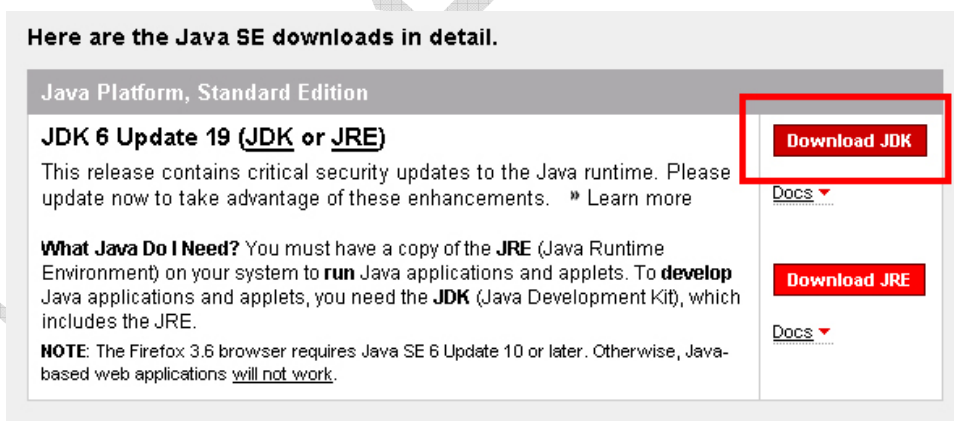 Here are the Java SE downloads in detail.
Java Platform, Standard Edition
JDK 6 Update 19 (JDK or JRE)
Download JDK
This release contains critical security updates to the Java runtime. Please
update now to take advantage of these enhancements. » Learn more
Docs
What Java Do I Need? You must have a copy of the JRE (Java Runtime
Environment) on your system to run Java applications and applets. To develop
Java applications and applets, you need the JDK (Java Development Kit), which
includes the JRE.
Download JRE
Docs
NOTE: The Firefox 3.6 browser requires Java SE 6 Update 10 or later. Otherwise, Java-
based web applications will not work.